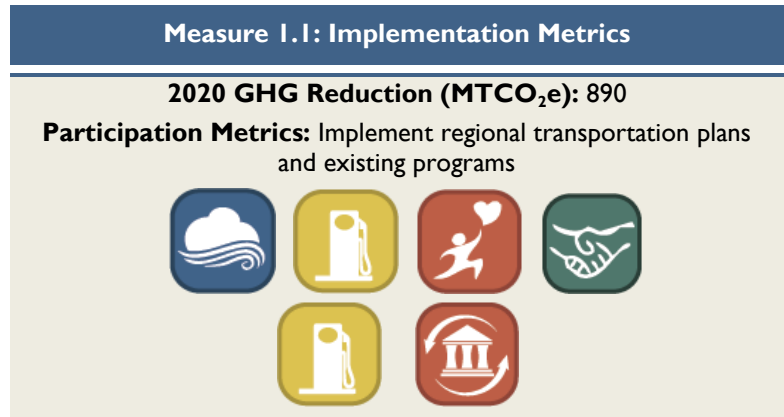 Measure 1.1: Implementation Metrics
2020 GHG Reduction (MTCO₂e): 890
Participation Metrics: Implement regional transportation plans
and existing programs